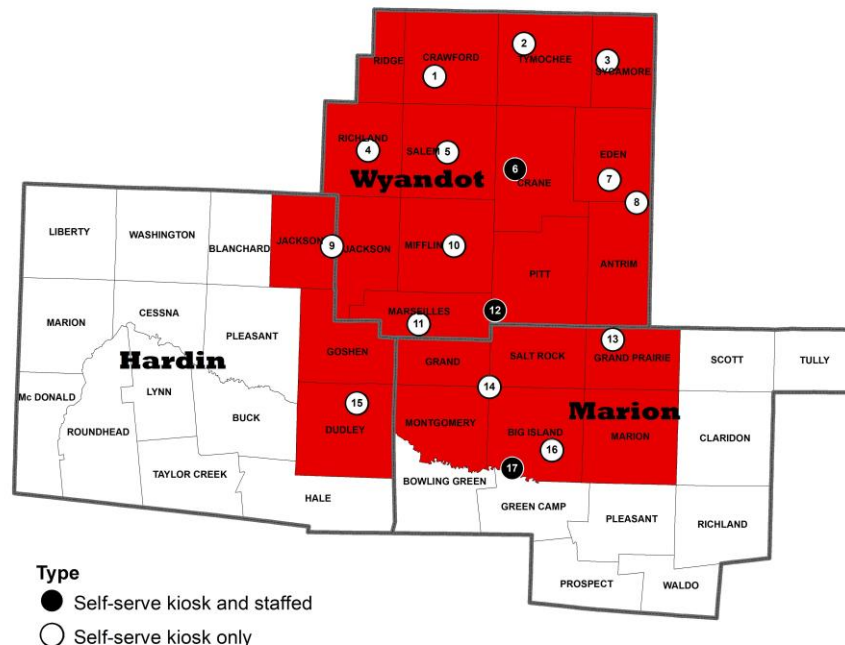 2
TYMOCHEE
3
SYCAMORE
CRAWFORD
RIDGE
1
RICHLAND
4
SALEM
5
EDEN
6
CRANE
7
Wyandot
8
LIBERTY
WASHINGTON
BLANCHARD
JACKSON
9
JACKSON
MIFFLIN
10
PITT
ANTRIM
MARION
CESSNA
PLEASANT
MARSEILLES
11
12
13
Hardin
GOSHEN
GRAND
SALT ROCK
GRAND PRAIRIE
SCOTT
TULLY
Mc DONALD
LYNN
14
15
DUDLEY
BUCK
ROUNDHEAD
MONTGOMERY
BIG ISLAND
Marion
MARION
CLARIDON
16
17
TAYLOR CREEK
HALE
BOWLING GREEN
GREEN CAMP
PLEASANT
RICHLAND
PROSPECT
WALDO
Type
Self-serve kiosk and staffed
Self-serve kiosk only